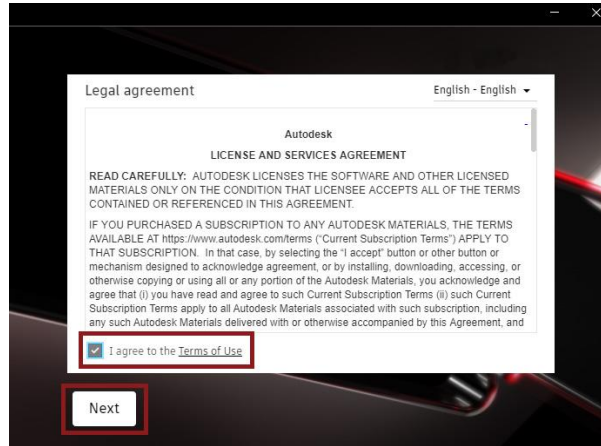 Legal agreement
English - English
Autodesk
LICENSE AND SERVICES AGREEMENT
READ CAREFULLY: AUTODESK LICENSES THE SOFTWARE AND OTHER LICENSED
MATERIALS ONLY ON THE CONDITION THAT LICENSEE ACCEPTS ALL OF THE TERMS
CONTAINED OR REFERENCED IN THIS AGREEMENT.
IF YOU PURCHASED A SUBSCRIPTION TO ANY AUTODESK MATERIALS, THE TERMS
AVAILABLE AT https://www.autodesk.com/terms (“Current Subscription Terms”) APPLY TO
THAT SUBSCRIPTION. In that case, by selecting the “I accept” button or other button or
mechanism designed to acknowledge agreement, or by installing, downloading, accessing, or
otherwise copying or using all or any portion of the Autodesk Materials, you acknowledge and
agree that (i) you have read and agree to such Current Subscription Terms (ii) such Current
Subscription Terms apply to all Autodesk Materials associated with such subscription, including
any such Autodesk Materials delivered with or otherwise accompanied by this Agreement, and
I agree to the Terms of Use
Next